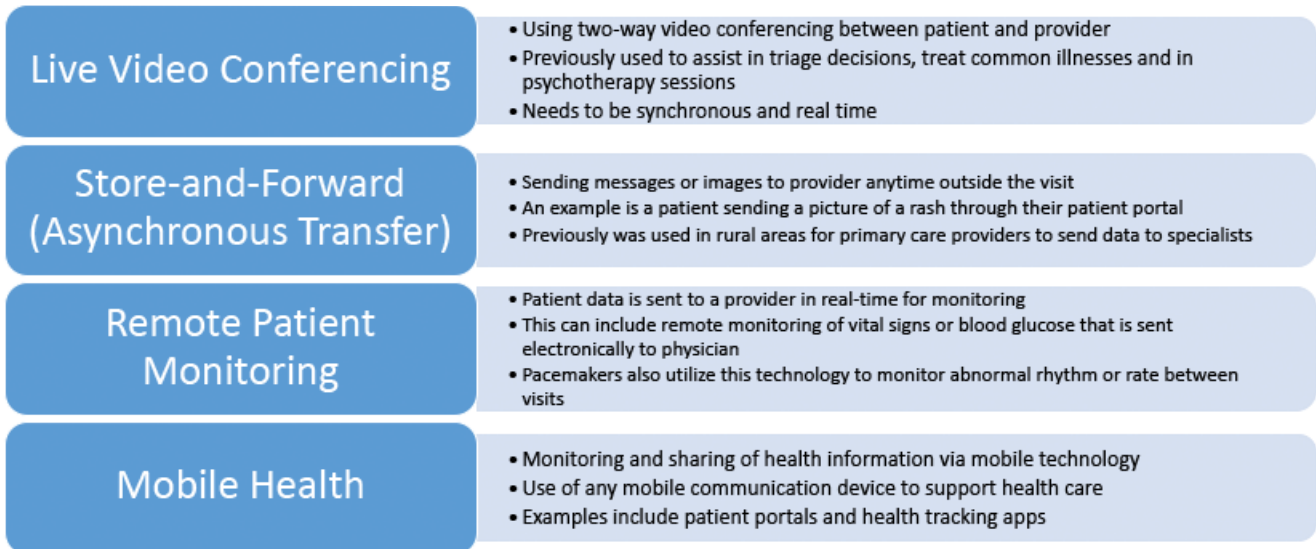 Live Video Conferencing
• Using two-way video conferencing between patient and provider
• Previously used to assist in triage decisions, treat common illnesses and in
psychotherapy sessions
• Needs to be synchronous and real time
Store-and-Forward
(Asynchronous Transfer)
• Sending messages or images to provider anytime outside the visit
• An example is a patient sending a picture of a rash through their patient portal
• Previously was used in rural areas for primary care providers to send data to specialists
Remote Patient
Monitoring
• Patient data is sent to a provider in real-time for monitoring
• This can include remote monitoring of vital signs or blood glucose that is sent
electronically to physician
• Pacemakers also utilize this technology to monitor abnormal rhythm or rate between
visits
Mobile Health
• Monitoring and sharing of health information via mobile technology
• Use of any mobile communication device to support health care
• Examples include patient portals and health tracking apps